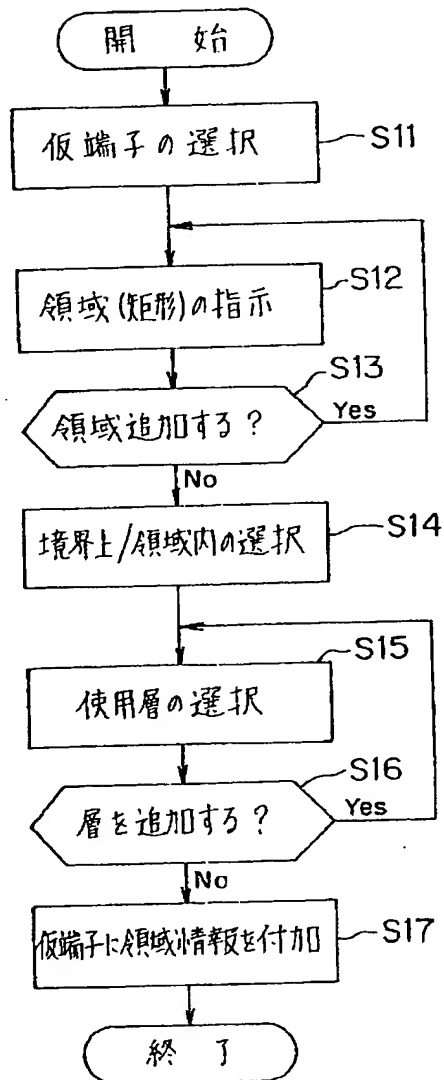 開 始
仮端子の選択
S11
領域(矩形)の指示
S12
S13
領域追加する?
Yes
No
境界上/領域内の選択
S14
S15
使用層の選択
S16
層を追加する?
Yes
No
仮端子に領域情報を付加
S17
終 了